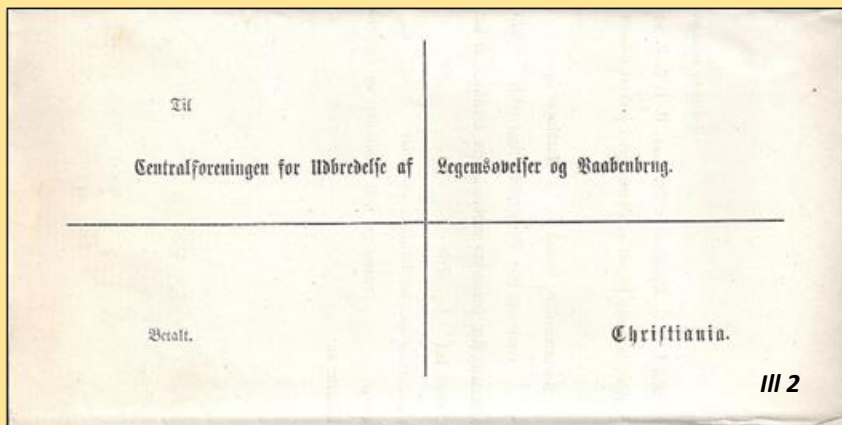 Til
Centralforeningen for Udbredelse af Legemsøvelser og Vaabenbrug.
Betalt.
Christiania.
Ill 2